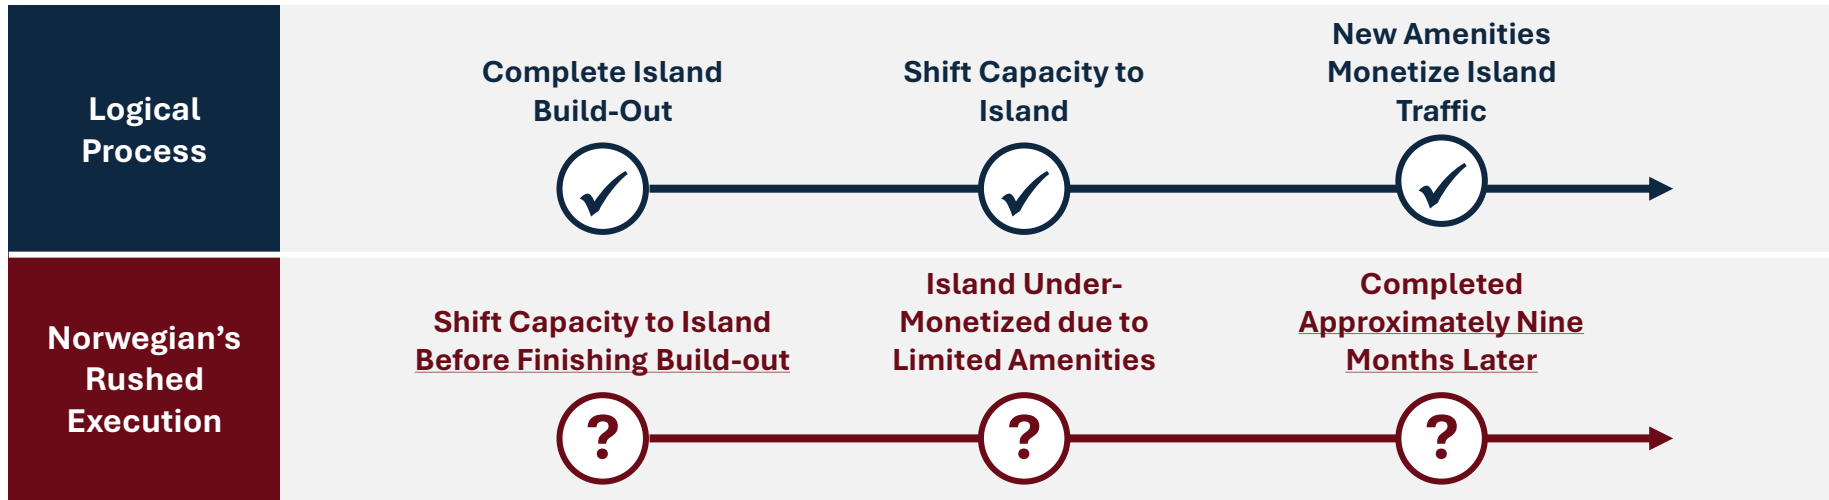 Logical
Process
Complete Island
Build-Out
Shift Capacity to
Island
New Amenities
Monetize Island
Traffic
Norwegian's
Rushed
Execution
Shift Capacity to Island
Before Finishing Build-out
?
Island Under-
Monetized due to
Limited Amenities
?
Completed
Approximately Nine
Months Later
?